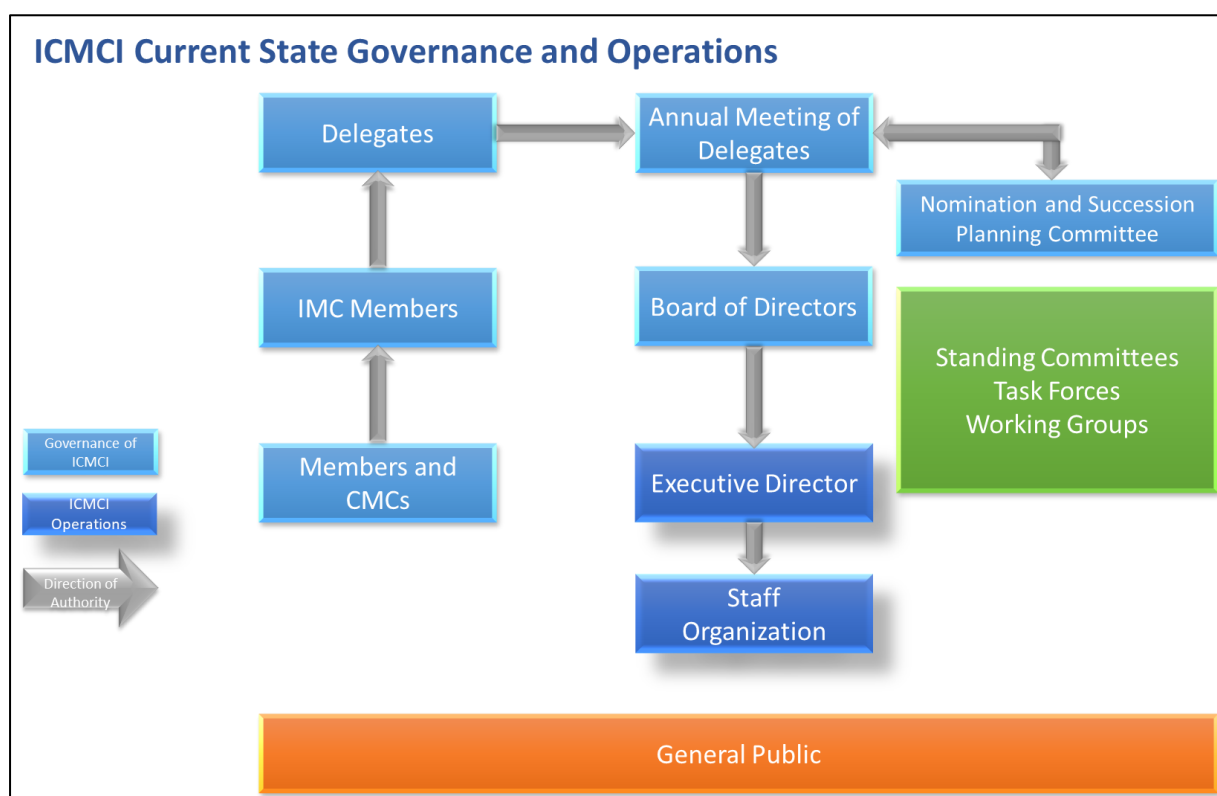 ICMCI Current State Governance and Operations
Delegates
Annual Meeting of
Delegates
Nomination and Succession
Planning Committee
IMC Members
Board of Directors
Standing Committees
Task Forces
Working Groups
Governance of
ICMCI
Members and
CMCs
Executive Director
ICMCI
Operations
Direction of
Authority
Staff
Organization
General Public